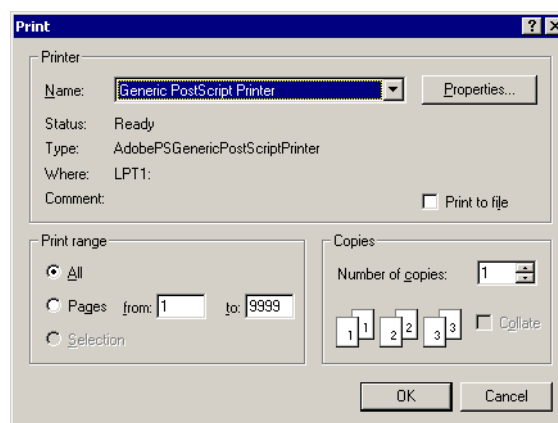 Print
Printer
Name: Generic PostScript Printer Properties...
Status: Ready
Type: AdobePSGenericPostScriptPrinter
Where: LPT1:
Comment: Print to file
Print range
All
Pages from: 1 to: 9999
Selection
Copies
Number of copies: 1
1 1 2 2 3 3 Collate
OK Cancel